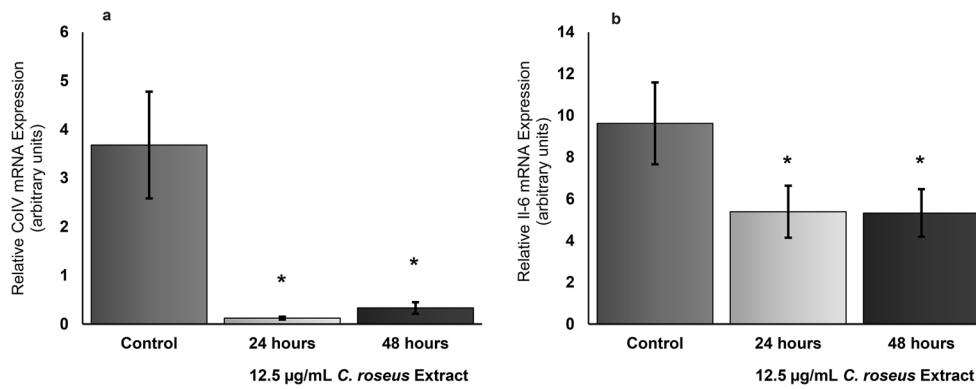 a
Relative ColV mRNA Expression
(arbitrary units)
6
5
4
3
2
1
0
*
*
Control 24 hours 48 hours
12.5 µg/mL C. roseus Extract
b
Relative Il-6 mRNA Expression
(arbitrary units)
14
12
10
8
6
4
2
0
*
*
Control 24 hours 48 hours
12.5 µg/mL C. roseus Extract